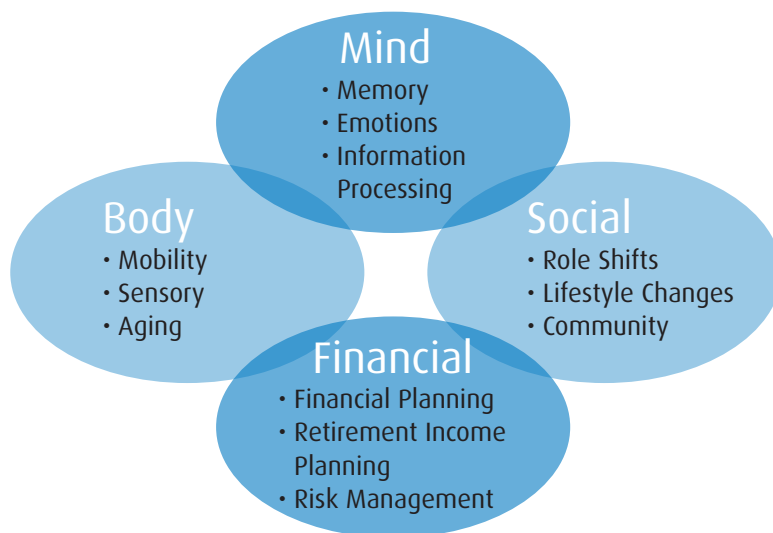 Mind
· Memory
· Emotions
· Information
Processing
Body
· Mobility
· Sensory
· Aging
Social
· Role Shifts
· Lifestyle Changes
· Community
Financial
· Financial Planning
· Retirement Income
Planning
· Risk Management